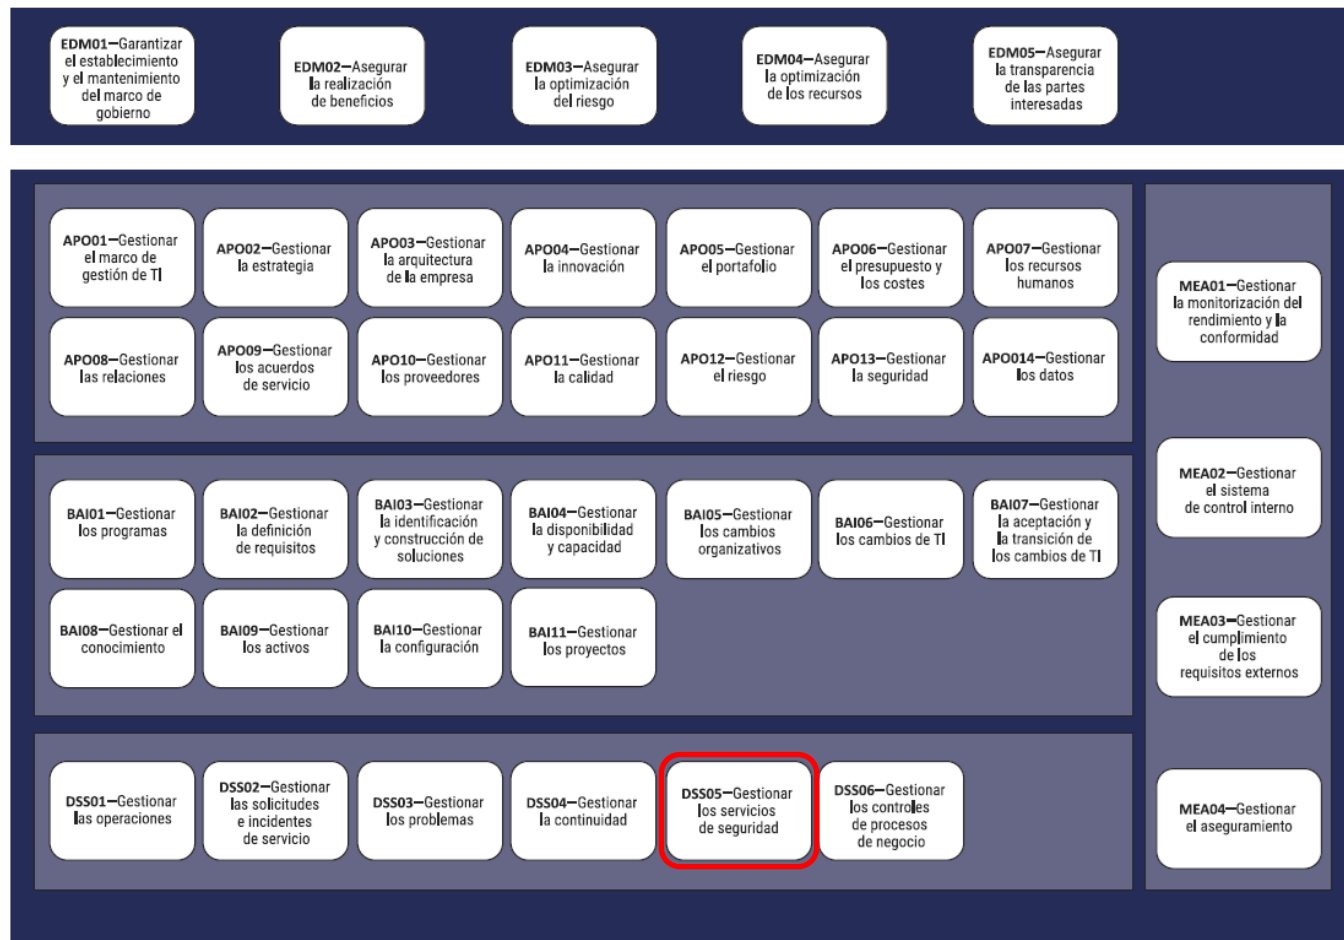 EDM01—Garantizar
el establecimiento
y el mantenimiento
del marco de
gobierno
EDM02—Asegurar
la realización
de beneficios
EDM03—Asegurar
la optimización
del riesgo
EDM04—Asegurar
la optimización
de los recursos
EDM05—Asegurar
la transparencia
de las partes
interesadas
APO01—Gestionar
el marco de
gestión de TI
APO02—Gestionar
la estrategia
APO03—Gestionar
la arquitectura
de la empresa
APO04—Gestionar
la innovación
APO05—Gestionar
el portafolio
APO06—Gestionar
el presupuesto y
los costes
APO07—Gestionar
los recursos
humanos
APO08—Gestionar
las relaciones
APO09—Gestionar
los acuerdos
de servicio
APO10—Gestionar
los proveedores
APO11—Gestionar
la calidad
APO12—Gestionar
el riesgo
APO13—Gestionar
la seguridad
APO014—Gestionar
los datos
BAI01—Gestionar
los programas
BAI02—Gestionar
la definición
de requisitos
BAI03—Gestionar
la identificación
y construcción de
soluciones
BAI04—Gestionar
la disponibilidad
y capacidad
BAI05—Gestionar
los cambios
organizativos
BAI06—Gestionar
los cambios de TI
BAI07—Gestionar
la aceptación y
la transición de
los cambios de TI
BAI08—Gestionar el
conocimiento
BAI09—Gestionar
los activos
BAI10—Gestionar
la configuración
BAI11—Gestionar
los proyectos
DSS01—Gestionar
las operaciones
DSS02—Gestionar
las solicitudes
e incidentes
de servicio
DSS03—Gestionar
los problemas
DSS04—Gestionar
la continuidad
DSS05—Gestionar
los servicios
de seguridad
DSS06—Gestionar
los controles
de procesos
de negocio
MEA01—Gestionar
la monitorización del
rendimiento y la
conformidad
MEA02—Gestionar
el sistema
de control interno
MEA03—Gestionar
el cumplimiento
de los
requisitos externos
MEA04—Gestionar
el aseguramiento